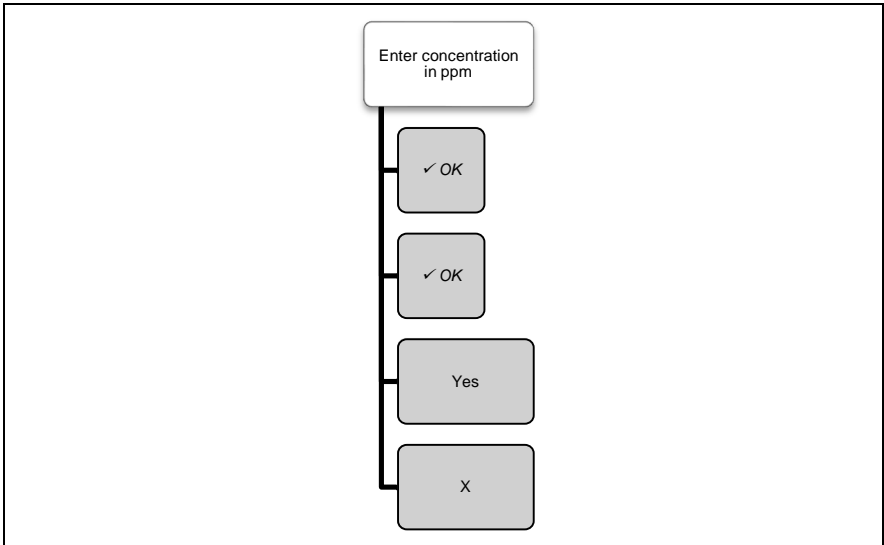 Enter concentration
in ppm
✓ OK
✓ OK
Yes
X